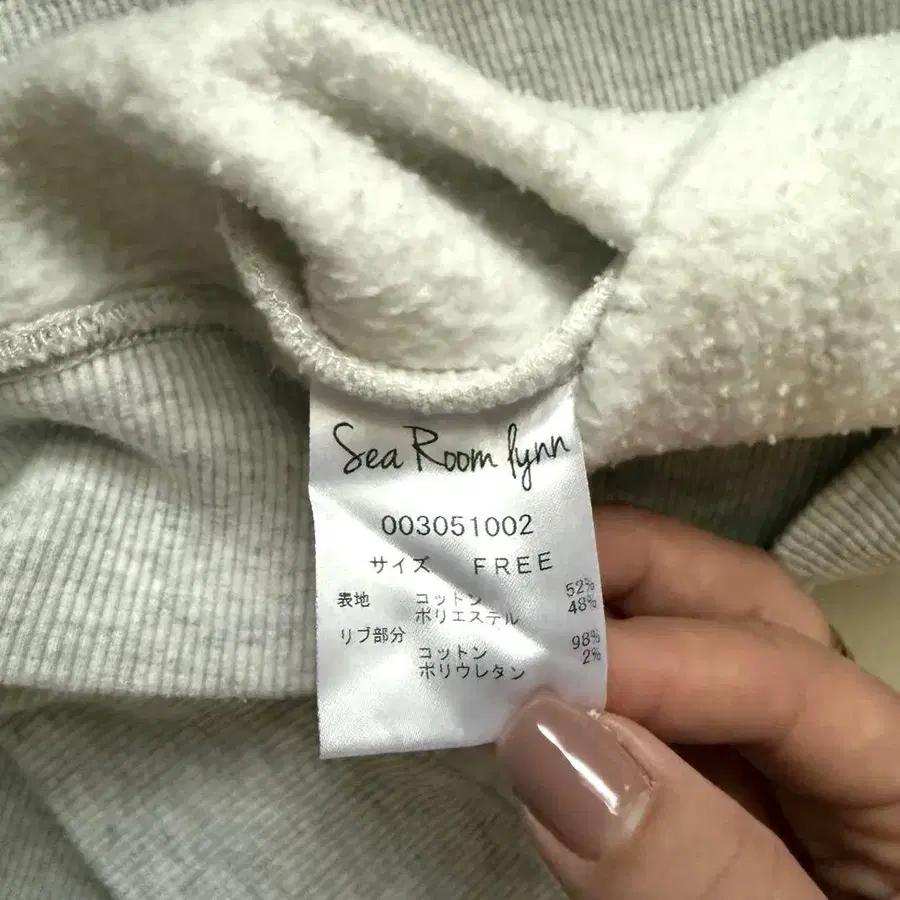 Sea Room lynn
003051002
サイズ FREE
表地 コットン 52%
ポリエステル 48%
リブ部分
コットン 98%
ポリウレタン 2%